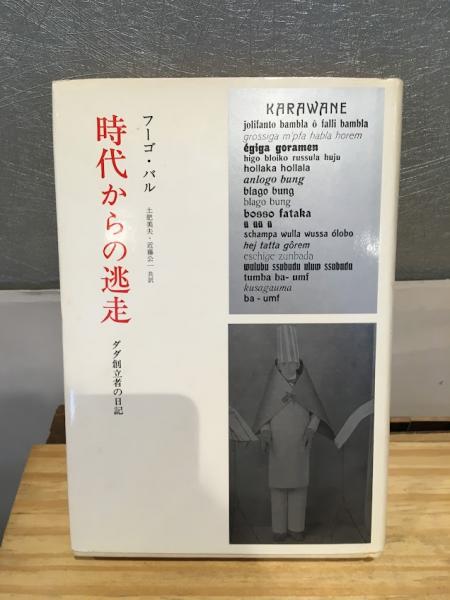 フーゴ・バル
土肥美夫・近藤公一 共訳
時代からの逃走
ダダ創立者の日記
KARAWANE
jolifanto bambla ô falli bambla
grossiga m'pfa habla horem
égiga goramen
higo bloiko russula huju
hollaka hollala
anlogo bung
blago bung
blago bung
bosso fataka
ü üü ü
schampa wulla wussa ólobo
hej tatta gôrem
eschige zunbada
wulubu ssubudu uluw ssubudu
tumba ba- umf
kusagauma
ba - umf